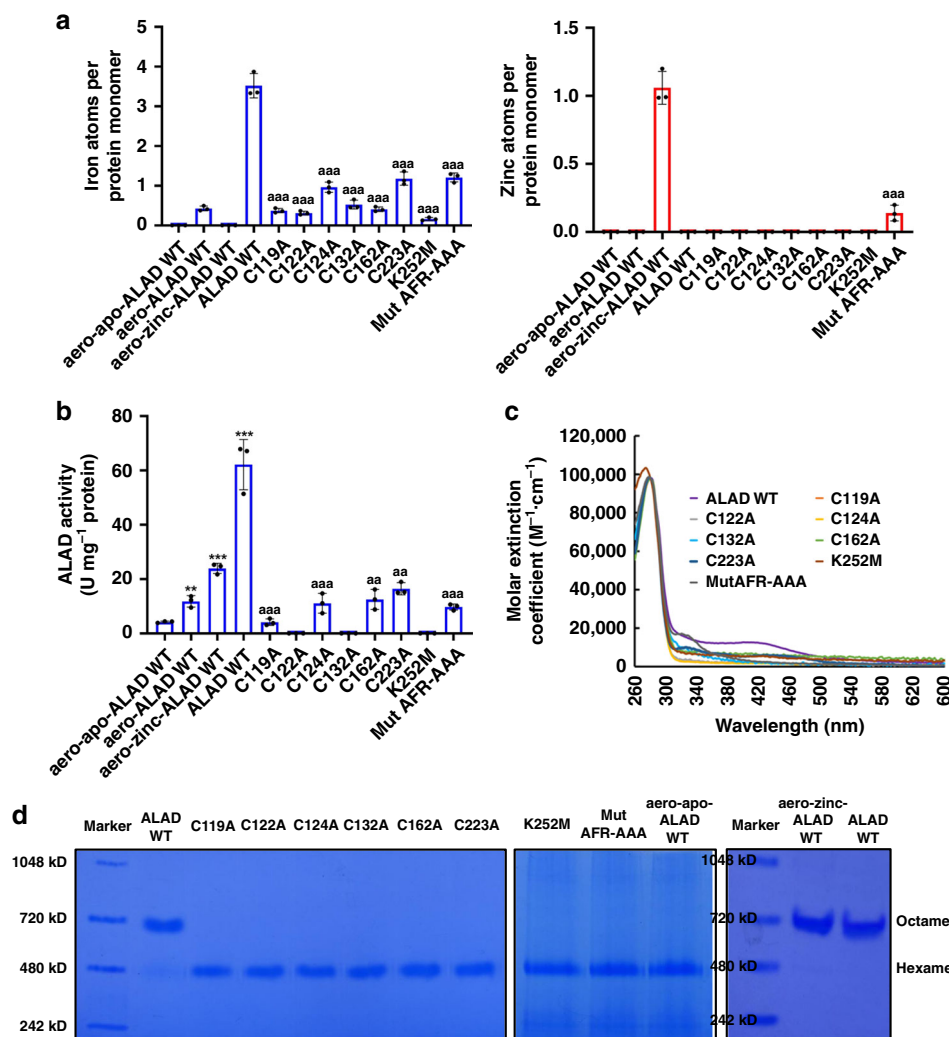 a
Iron atoms per
protein monomer
5
4
3
2
1
0
aaa
aaa
aaa
aaa
aaa
aaa
aaa
aaa
aero-apo-ALAD WT
aero-ALAD WT
aero-zinc-ALAD WT
ALAD WT
C119A
C122A
C124A
C132A
C162A
C223A
K252M
Mut AFR-AAA
Zinc atoms per
protein monomer
1.5
1.0
0.5
0.0
aaa
aero-apo-ALAD WT
aero-ALAD WT
aero-zinc-ALAD WT
ALAD WT
C119A
C122A
C124A
C132A
C162A
C223A
K252M
Mut AFR-AAA
b
ALAD activity
(U mg⁻¹ protein)
80
60
40
20
0
**
***
***
aaa
aaa
aa
aa
aaa
aero-apo-ALAD WT
aero-ALAD WT
aero-zinc-ALAD WT
ALAD WT
C119A
C122A
C124A
C132A
C162A
C223A
K252M
Mut AFR-AAA
c
Molar extinction
coefficient (M⁻¹·cm⁻¹)
120,000
100,000
80,000
60,000
40,000
20,000
0
ALAD WT
C119A
C122A
C124A
C132A
C162A
C223A
K252M
MutAFR-AAA
260
300
340
380
420
460
500
540
580
600
Wavelength (nm)
d
Marker
ALAD
WT
C119A
C122A
C124A
C132A
C162A
C223A
K252M
Mut
AFR-AAA
aero-apo-
ALAD
WT
Marker
aero-zinc-
ALAD
WT
ALAD
WT
1048 kD
720 kD
480 kD
242 kD
1048 kD
720 kD
480 kD
242 kD
Octame
Hexame